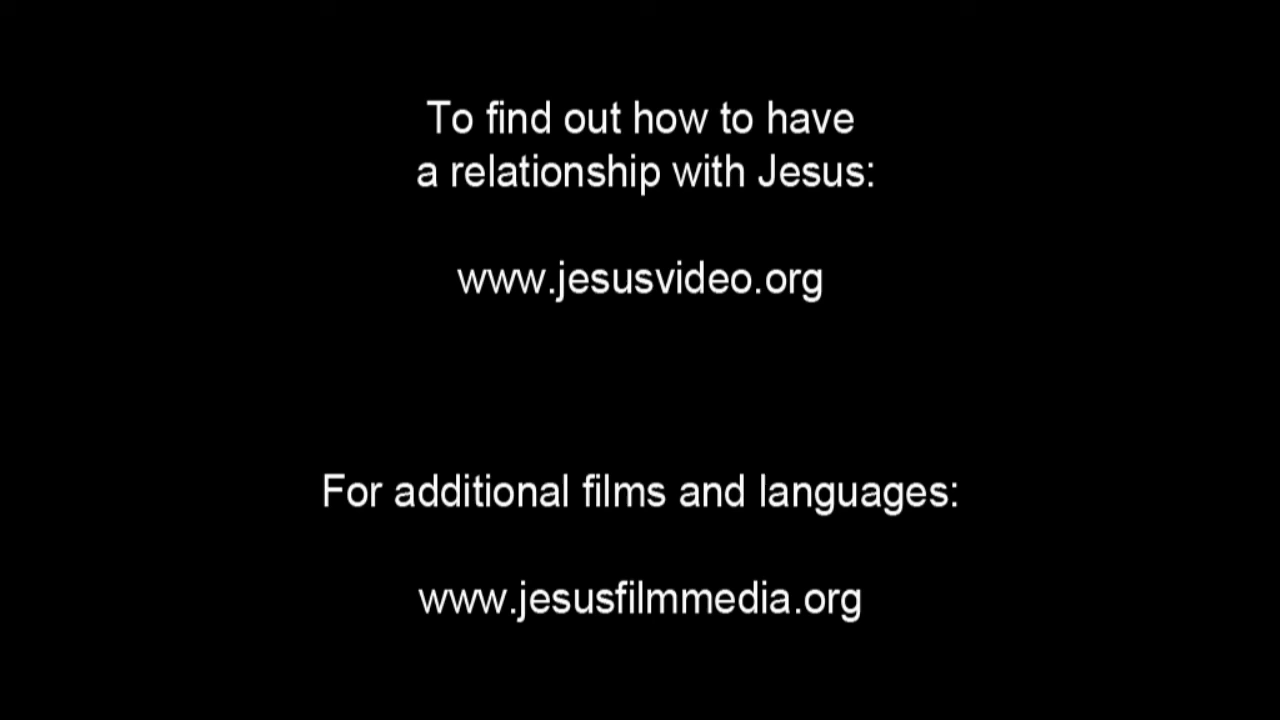 To find out how to have
a relationship with Jesus:
www.jesusvideo.org
For additional films and languages:
www.jesusfilmmedia.org